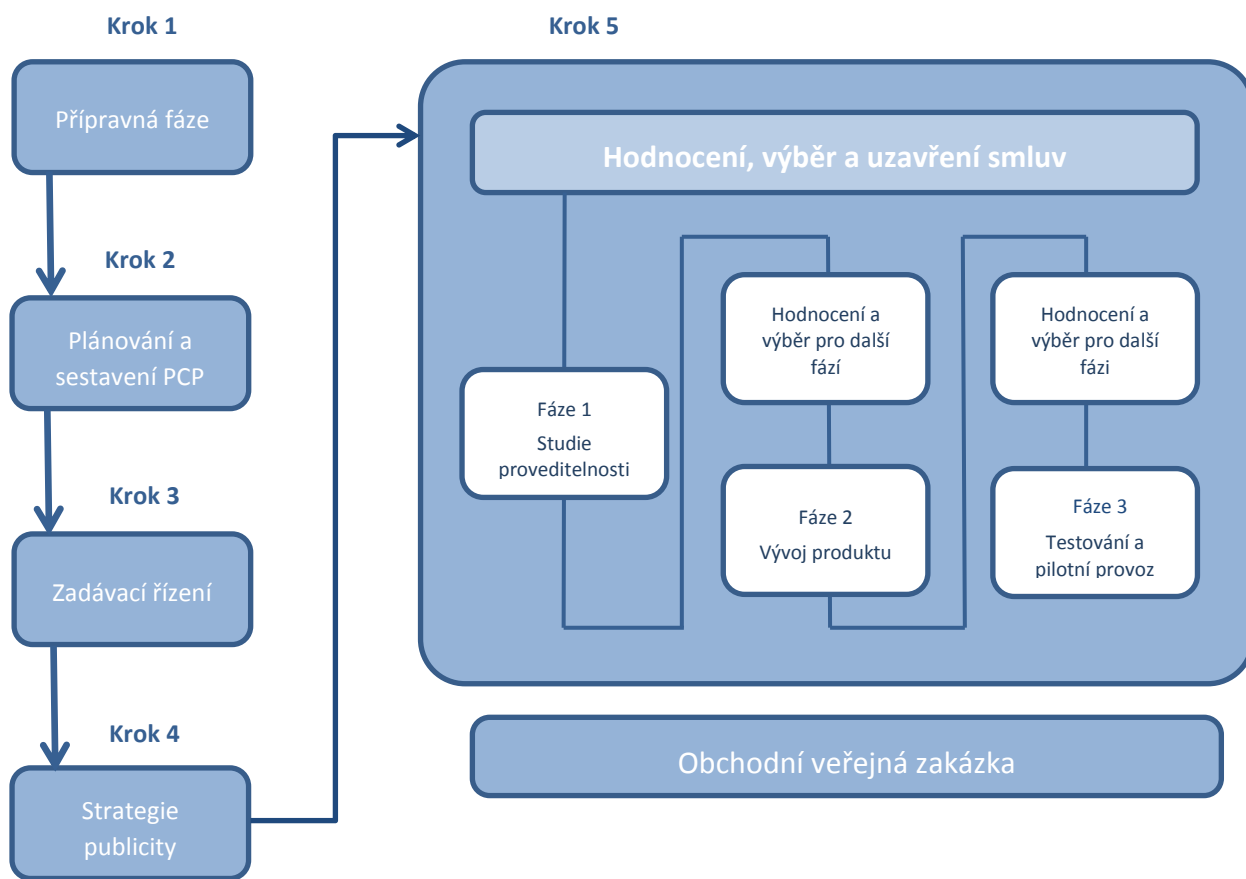 Krok 1
Přípravná fáze
Krok 2
Plánování a
sestavení PCP
Krok 3
Zadávací řízení
Krok 4
Strategie
publicity
Krok 5
Hodnocení, výběr a uzavření smluv
Fáze 1
Studie
proveditelnosti
Hodnocení a
výběr pro další
fází
Fáze 2
Vývoj produktu
Hodnocení a
výběr pro další
fázi
Fáze 3
Testování a
pilotní provoz
Obchodní veřejná zakázka